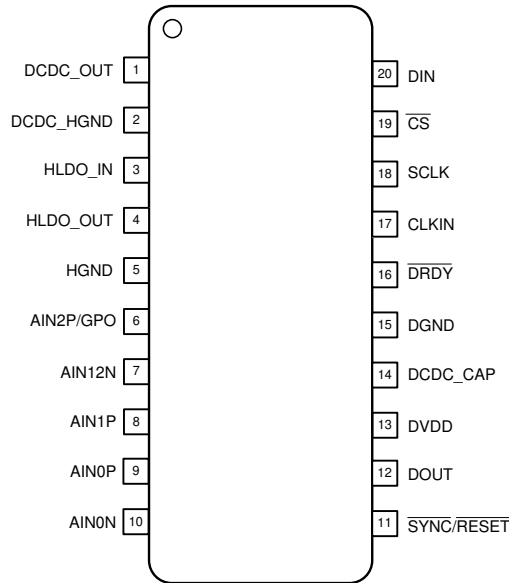 DCDC_OUT 1
DCDC_HGND 2
HLDO_IN 3
HLDO_OUT 4
HGND 5
AIN2P/GPO 6
AIN12N 7
AIN1P 8
AIN0P 9
AIN0N 10
20 DIN
19 CS
18 SCLK
17 CLKIN
16 DRDY
15 DGND
14 DCDC_CAP
13 DVDD
12 DOUT
11 SYNC/RESET